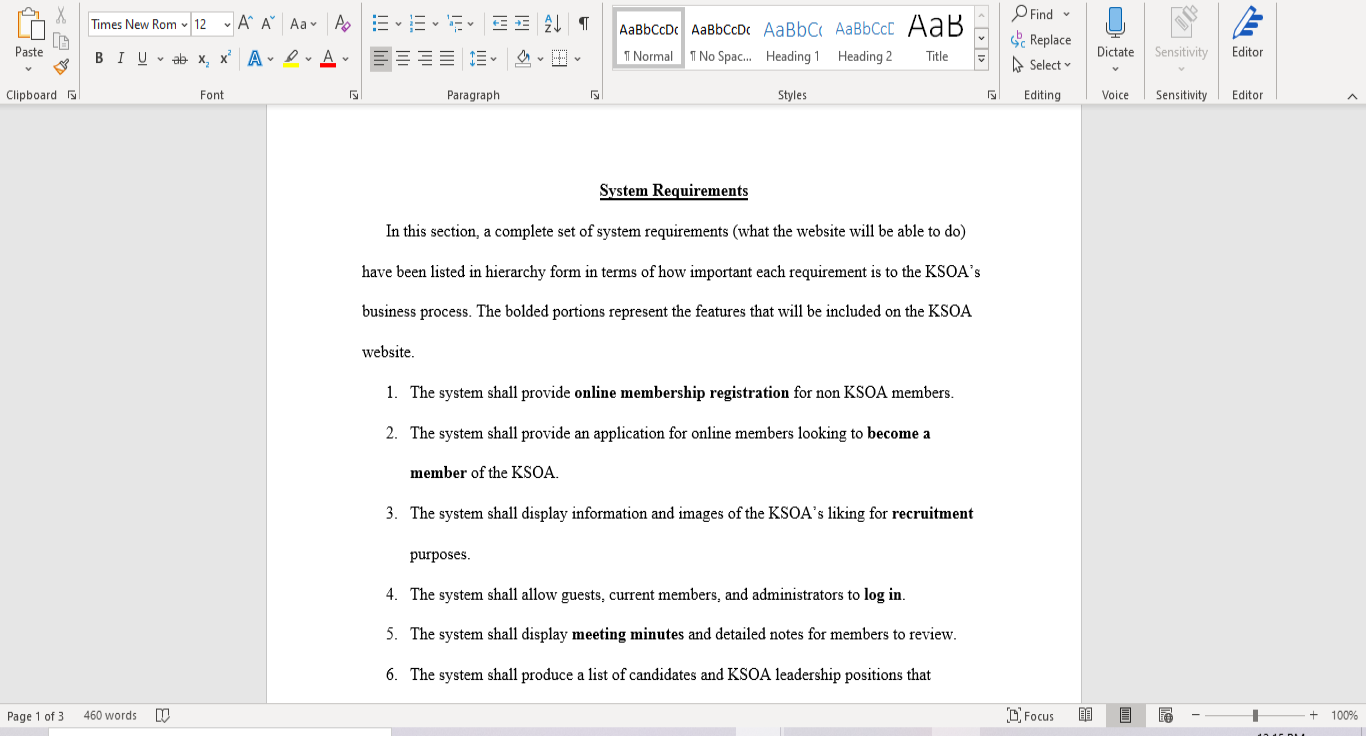 Times New Rom 12 A A Aa A
AaBbCcDc AaBbCcDc AaBbCc AaBbCcD AaB
Find
Replace
Select
Paste
B I U ab x2 x2 A A
¶ Normal ¶ No Spac... Heading 1 Heading 2 Title
Dictate Sensitivity Editor
Clipboard Font Paragraph Styles Editing Voice Sensitivity Editor
System Requirements
In this section, a complete set of system requirements (what the website will be able to do)
have been listed in hierarchy form in terms of how important each requirement is to the KSOA’s
business process. The bolded portions represent the features that will be included on the KSOA
website.
1. The system shall provide online membership registration for non KSOA members.
2. The system shall provide an application for online members looking to become a
member of the KSOA.
3. The system shall display information and images of the KSOA’s liking for recruitment
purposes.
4. The system shall allow guests, current members, and administrators to log in.
5. The system shall display meeting minutes and detailed notes for members to review.
6. The system shall produce a list of candidates and KSOA leadership positions that
Page 1 of 3 460 words Focus 100%